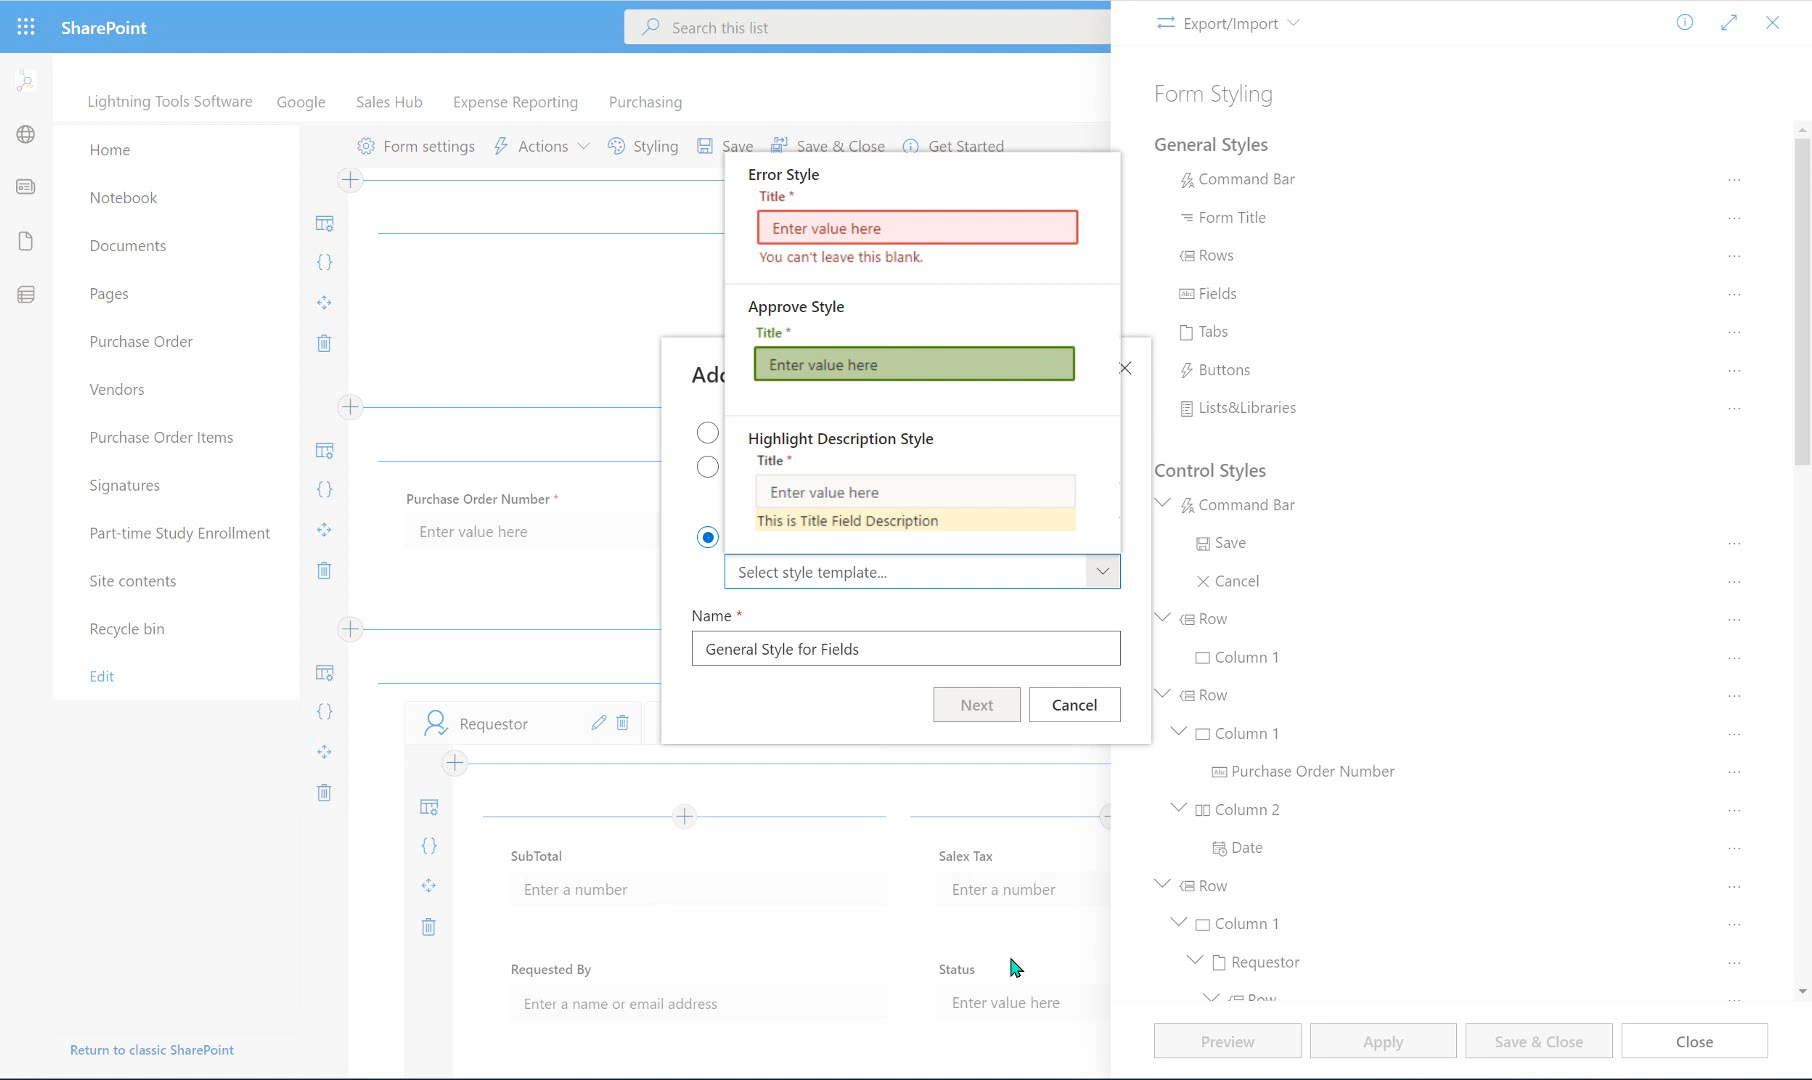 SharePoint
Search this list
Lightning Tools Software
Google
Sales Hub
Expense Reporting
Purchasing
Home
Notebook
Documents
Pages
Purchase Order
Vendors
Purchase Order Items
Signatures
Part-time Study Enrollment
Site contents
Recycle bin
Edit
Return to classic SharePoint
Form settings
Actions
Styling
Save
Save & Close
Get Started
Purchase Order Number *
Enter value here
Requestor
SubTotal
Enter a number
Salex Tax
Enter a number
Requested By
Enter a name or email address
Status
Enter value here
Error Style
Title *
Enter value here
You can't leave this blank.
Approve Style
Title *
Enter value here
Highlight Description Style
Title *
Enter value here
This is Title Field Description
Select style template...
Name *
General Style for Fields
Next
Cancel
Export/Import
Form Styling
General Styles
Command Bar
Form Title
Rows
Abc Fields
Tabs
Buttons
Lists&Libraries
Control Styles
Command Bar
Save
Cancel
Row
Column 1
Row
Column 1
Abc Purchase Order Number
Column 2
Date
Row
Column 1
Requestor
Row
Preview
Apply
Save & Close
Close